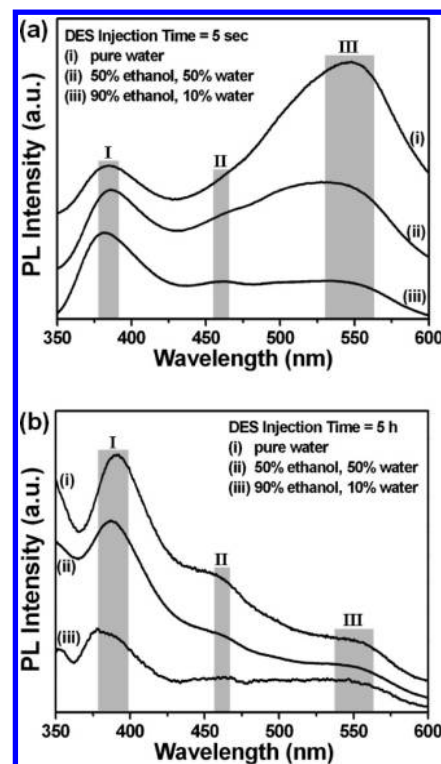 (a)
DES Injection Time = 5 sec
(i) pure water
(ii) 50% ethanol, 50% water
(iii) 90% ethanol, 10% water
I
II
III
(i)
(ii)
(iii)
PL Intensity (a.u.)
350 400 450 500 550 600
Wavelength (nm)
(b)
DES Injection Time = 5 h
(i) pure water
(ii) 50% ethanol, 50% water
(iii) 90% ethanol, 10% water
I
II
III
(i)
(ii)
(iii)
PL Intensity (a.u.)
350 400 450 500 550 600
Wavelength (nm)